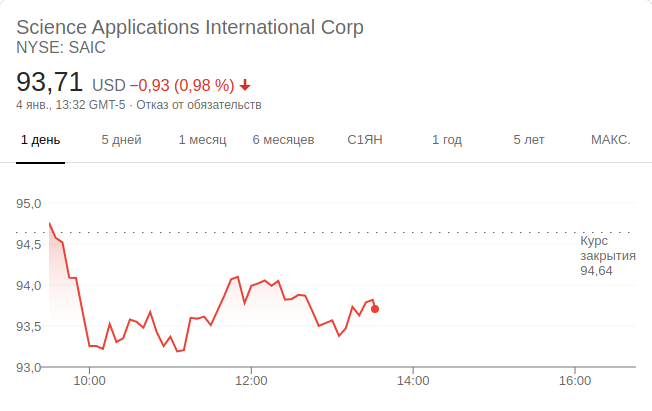 Science Applications International Corp
NYSE: SAIC
93,71 USD −0,93 (0,98 %)
4 янв., 13:32 GMT-5 · Отказ от обязательств
1 день 5 дней 1 месяц 6 месяцев С1ЯН 1 год 5 лет МАКС.
95,0
94,5
94,0
93,5
93,0
Курс
закрытия
94,64
10:00 12:00 14:00 16:00